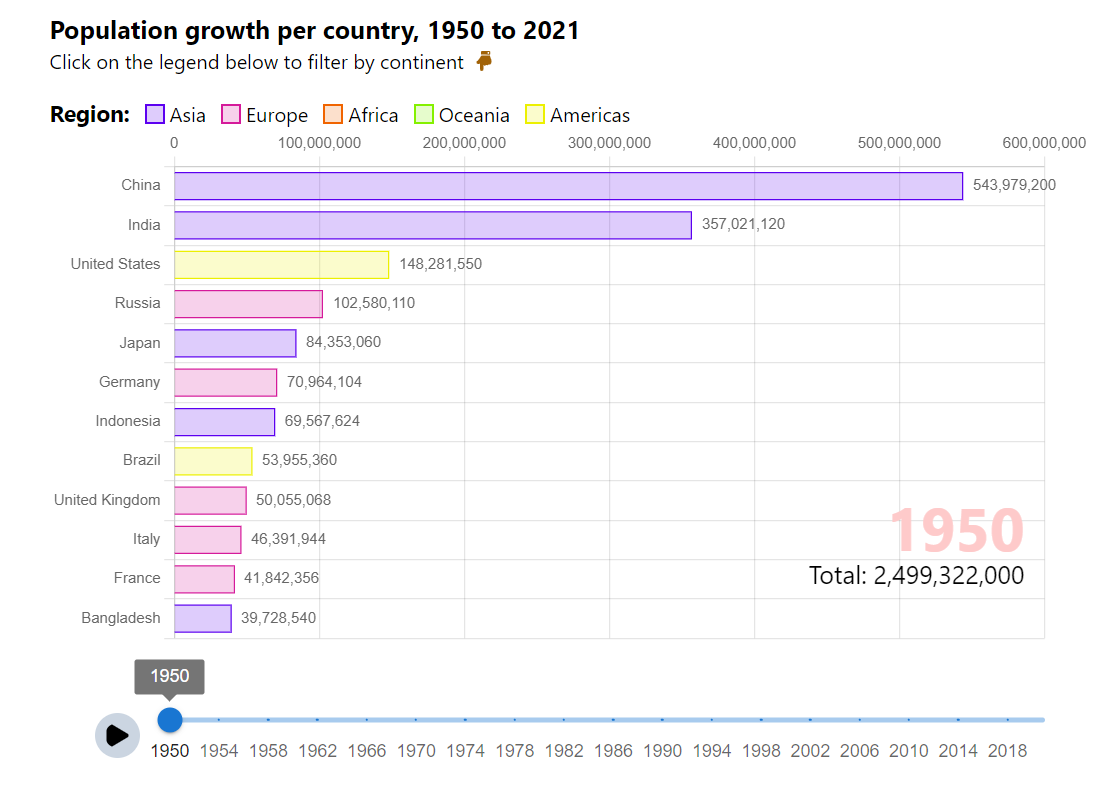 Population growth per country, 1950 to 2021
Click on the legend below to filter by continent
Region: Asia Europe Africa Oceania Americas
0 100,000,000 200,000,000 300,000,000 400,000,000 500,000,000 600,000,000
China 543,979,200
India 357,021,120
United States 148,281,550
Russia 102,580,110
Japan 84,353,060
Germany 70,964,104
Indonesia 69,567,624
Brazil 53,955,360
United Kingdom 50,055,068
Italy 46,391,944
France 41,842,356
Bangladesh 39,728,540
1950
Total: 2,499,322,000
1950
1950 1954 1958 1962 1966 1970 1974 1978 1982 1986 1990 1994 1998 2002 2006 2010 2014 2018